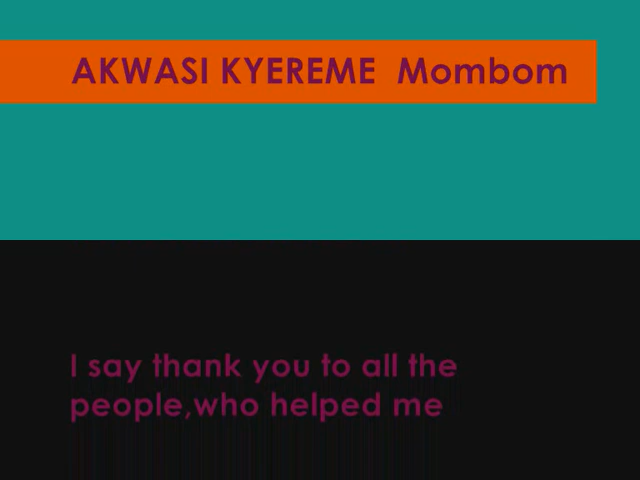 AKWASI KYEREME Mombom
I say thank you to all the
people,who helped me